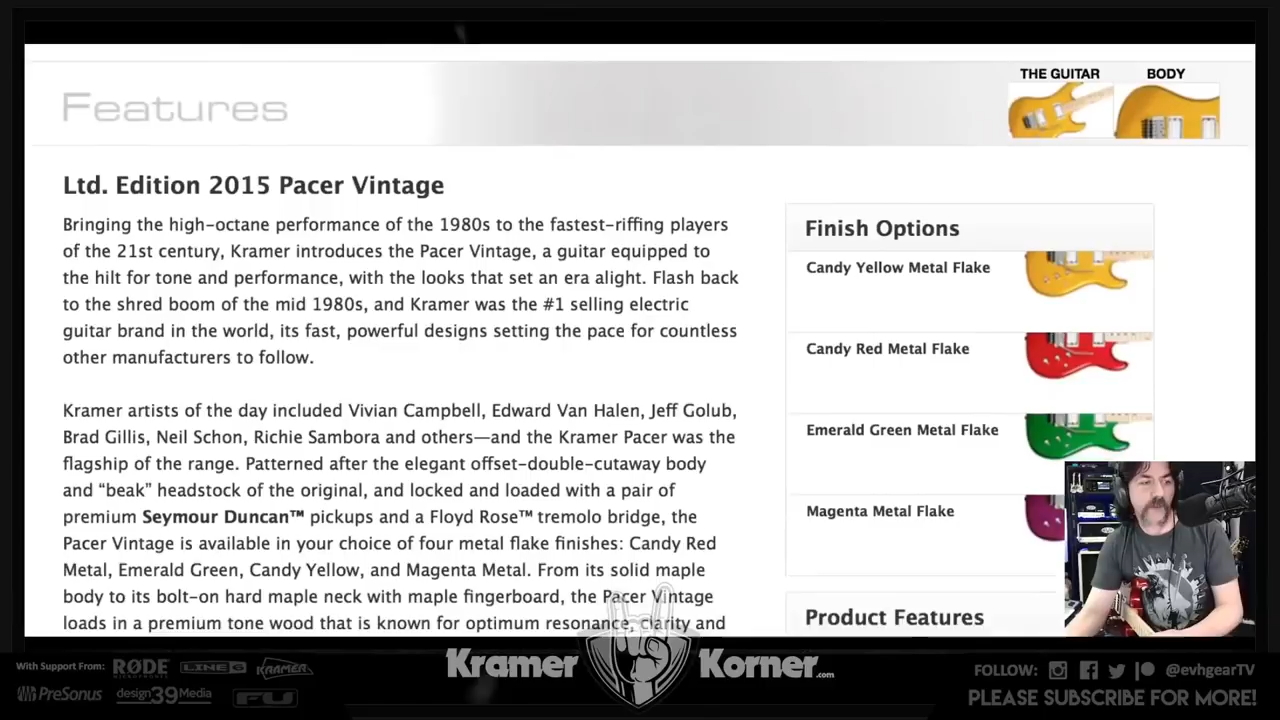 THE GUITAR
BODY
Features
Ltd. Edition 2015 Pacer Vintage
Bringing the high-octane performance of the 1980s to the fastest-riffing players
of the 21st century, Kramer introduces the Pacer Vintage, a guitar equipped to
the hilt for tone and performance, with the looks that set an era alight. Flash back
to the shred boom of the mid 1980s, and Kramer was the #1 selling electric
guitar brand in the world, its fast, powerful designs setting the pace for countless
other manufacturers to follow.
Kramer artists of the day included Vivian Campbell, Edward Van Halen, Jeff Golub,
Brad Gillis, Neil Schon, Richie Sambora and others—and the Kramer Pacer was the
flagship of the range. Patterned after the elegant offset-double-cutaway body
and “beak” headstock of the original, and locked and loaded with a pair of
premium Seymour Duncan™ pickups and a Floyd Rose™ tremolo bridge, the
Pacer Vintage is available in your choice of four metal flake finishes: Candy Red
Metal, Emerald Green, Candy Yellow, and Magenta Metal. From its solid maple
body to its bolt-on hard maple neck with maple fingerboard, the Pacer Vintage
loads in a premium tone wood that is known for optimum resonance, clarity and
Finish Options
Candy Yellow Metal Flake
Candy Red Metal Flake
Emerald Green Metal Flake
Magenta Metal Flake
Product Features
With Support From:
RØDE
MICROPHONES
LINE 6
KRAMER
PreSonus
design39Media
FU
Kramer Korner.com
FOLLOW: @evhgearTV
PLEASE SUBSCRIBE FOR MORE!